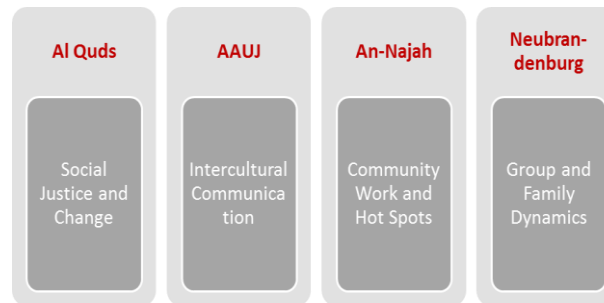 Al Quds
Social
Justice and
Change
AAUJ
Intercultural
Communica
tion
An-Najah
Community
Work and
Hot Spots
Neubran-
denburg
Group and
Family
Dynamics